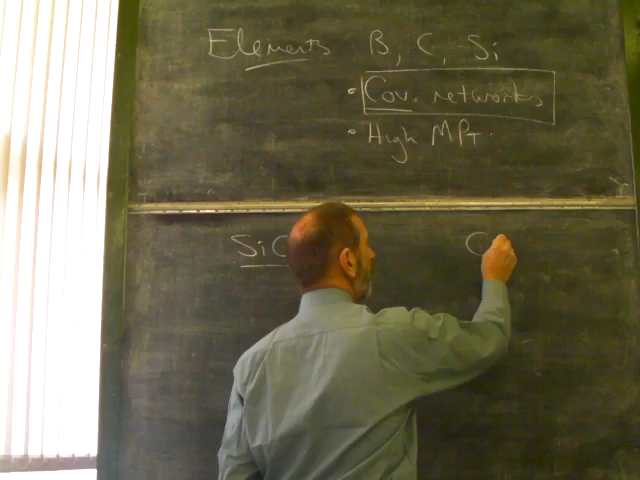 Elements B, C, Si
• Cov. networks
• High MPT.
SiC
C